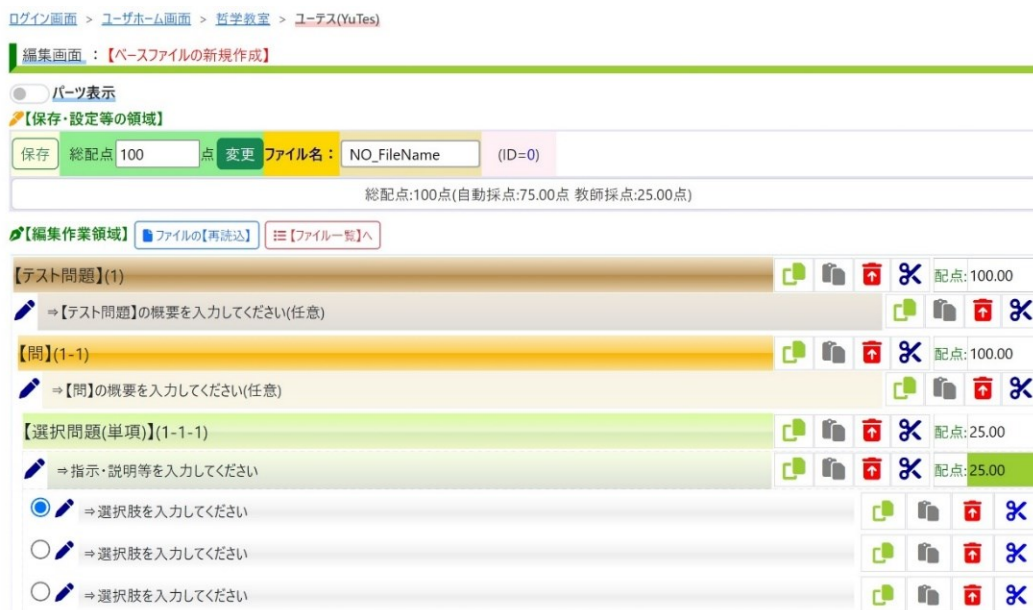 ログイン画面 > ユーザホーム画面 > 哲学教室 > ユーテス(YuTes)
編集画面 :【ベースファイルの新規作成】
パーツ表示
【保存・設定等の領域】
保存 総配点 100 点 変更 ファイル名: NO_FileName (ID=0)
総配点:100点(自動採点:75.00点 教師採点:25.00点)
【編集作業領域】 ファイルの【再読込】 【ファイル一覧】へ
【テスト問題】(1) 配点:100.00
⇒【テスト問題】の概要を入力してください(任意)
【問】(1-1) 配点:100.00
⇒【問】の概要を入力してください(任意)
【選択問題(単項)】(1-1-1) 配点:25.00
⇒指示・説明等を入力してください 配点:25.00
⇒選択肢を入力してください
⇒選択肢を入力してください
⇒選択肢を入力してください